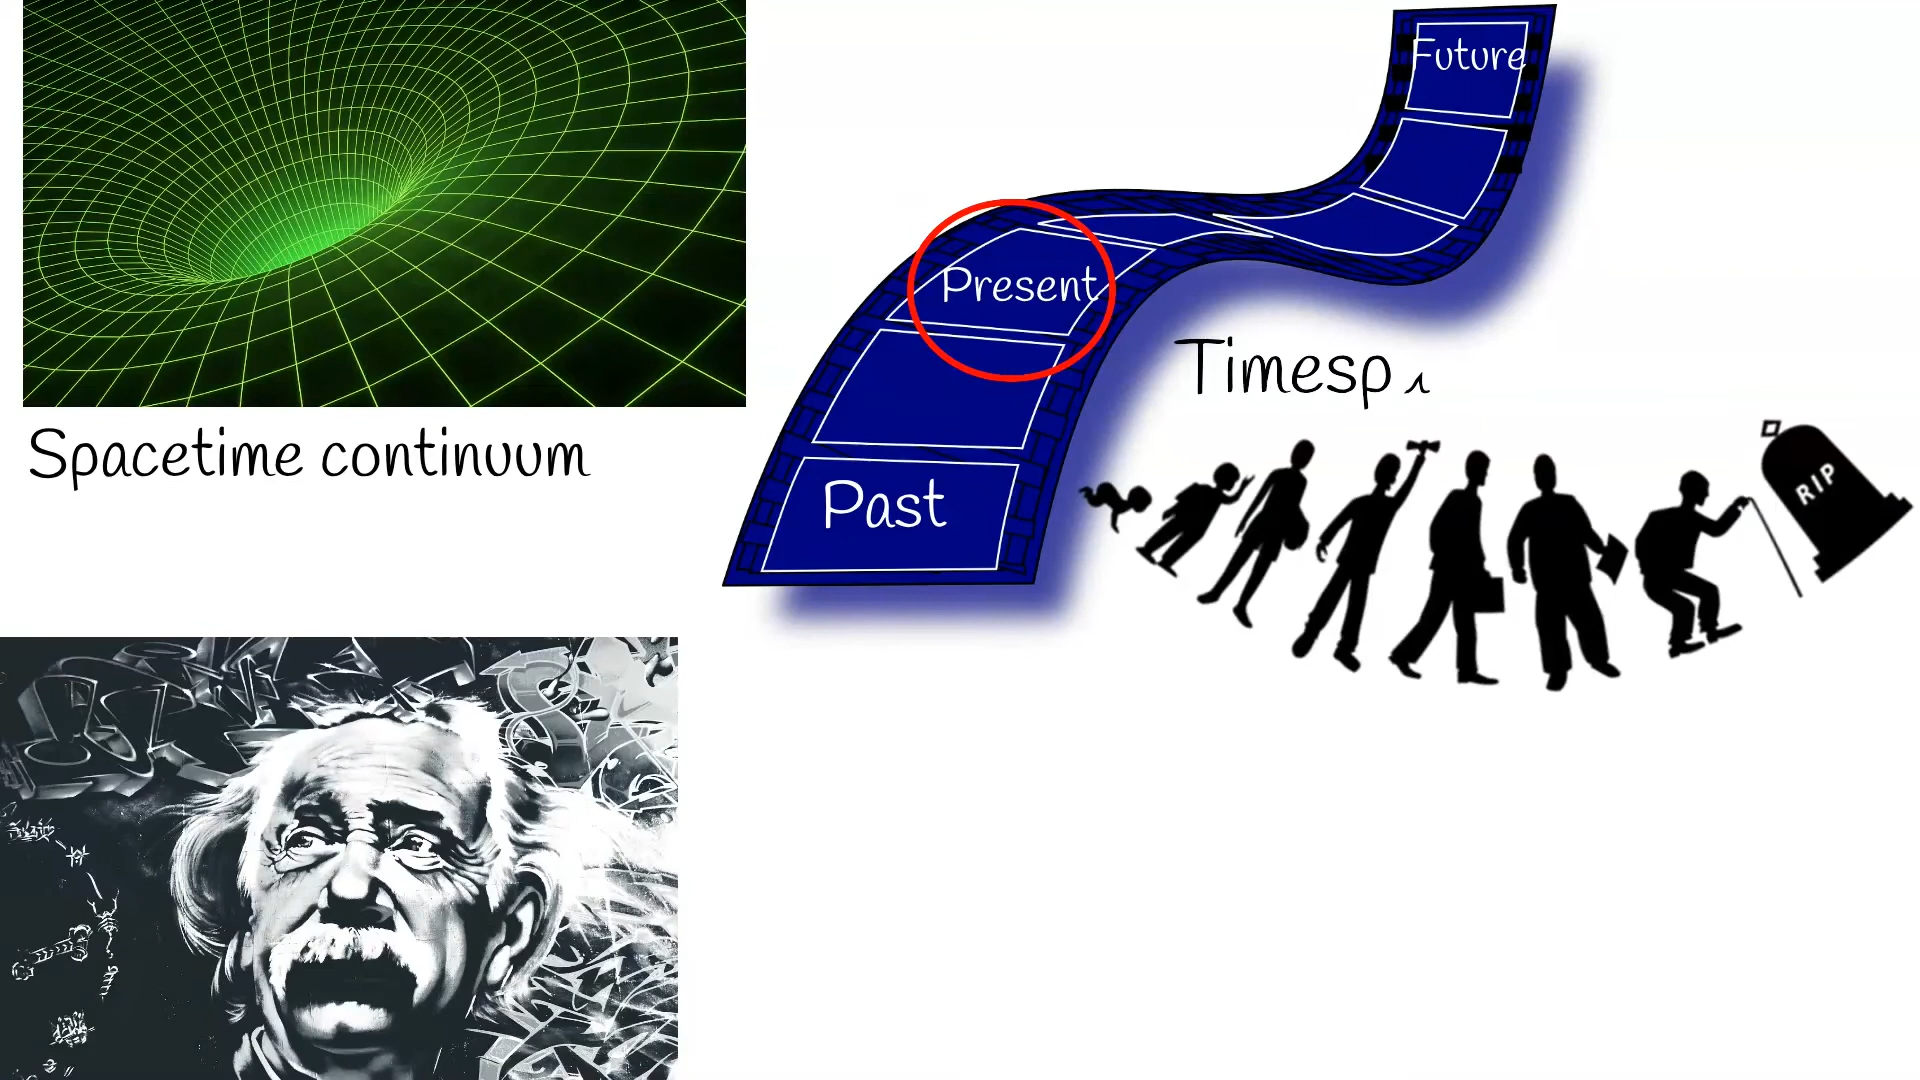 Future
Present
Timesp
Spacetime continuum
Past
RIP